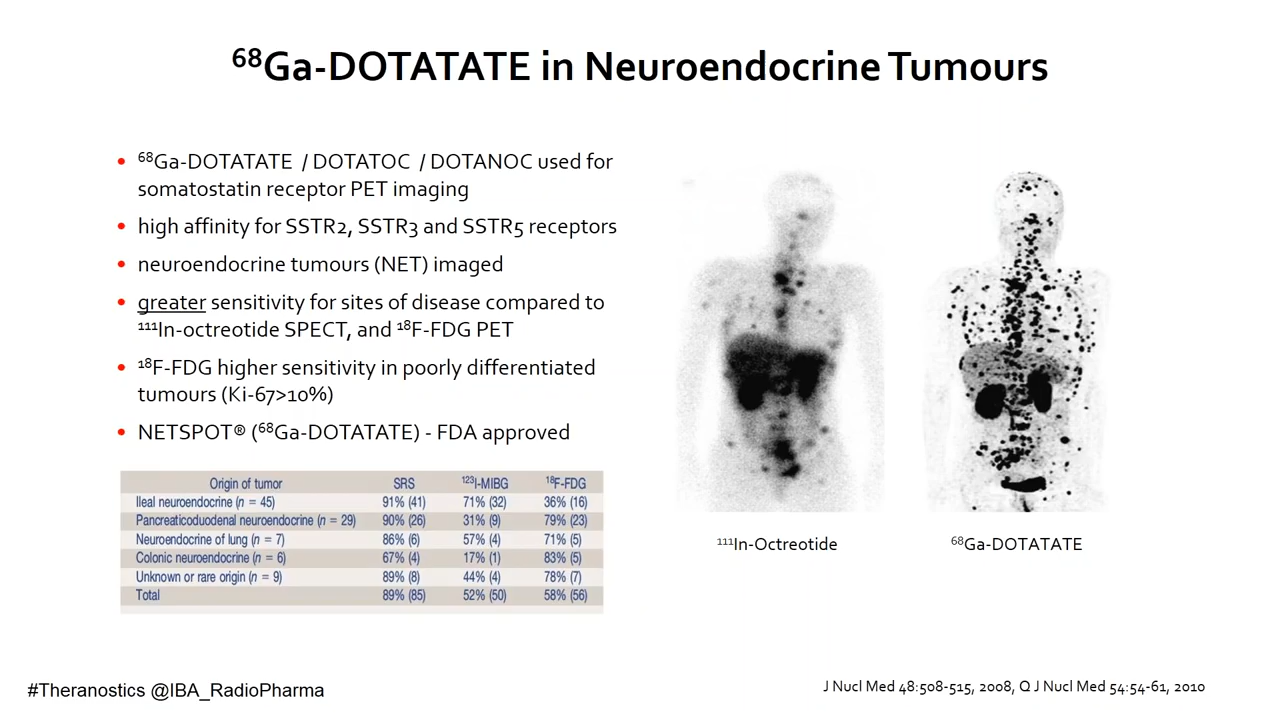 ⁶⁸Ga-DOTATATE in Neuroendocrine Tumours
• ⁶⁸Ga-DOTATATE / DOTATOC / DOTANOC used for
somatostatin receptor PET imaging
• high affinity for SSTR2, SSTR3 and SSTR5 receptors
• neuroendocrine tumours (NET) imaged
• greater sensitivity for sites of disease compared to
¹¹¹In-octreotide SPECT, and ¹⁸F-FDG PET
• ¹⁸F-FDG higher sensitivity in poorly differentiated
tumours (Ki-67>10%)
• NETSPOT® (⁶⁸Ga-DOTATATE) - FDA approved
Origin of tumor SRS ¹²³I-MIBG ¹⁸F-FDG
Ileal neuroendocrine (n = 45) 91% (41) 71% (32) 36% (16)
Pancreaticoduodenal neuroendocrine (n = 29) 90% (26) 31% (9) 79% (23)
Neuroendocrine of lung (n = 7) 86% (6) 57% (4) 71% (5)
Colonic neuroendocrine (n = 6) 67% (4) 17% (1) 83% (5)
Unknown or rare origin (n = 9) 89% (8) 44% (4) 78% (7)
Total 89% (85) 52% (50) 58% (56)
¹¹¹In-Octreotide
⁶⁸Ga-DOTATATE
#Theranostics @IBA_RadioPharma
J Nucl Med 48:508-515, 2008, Q J Nucl Med 54:54-61, 2010